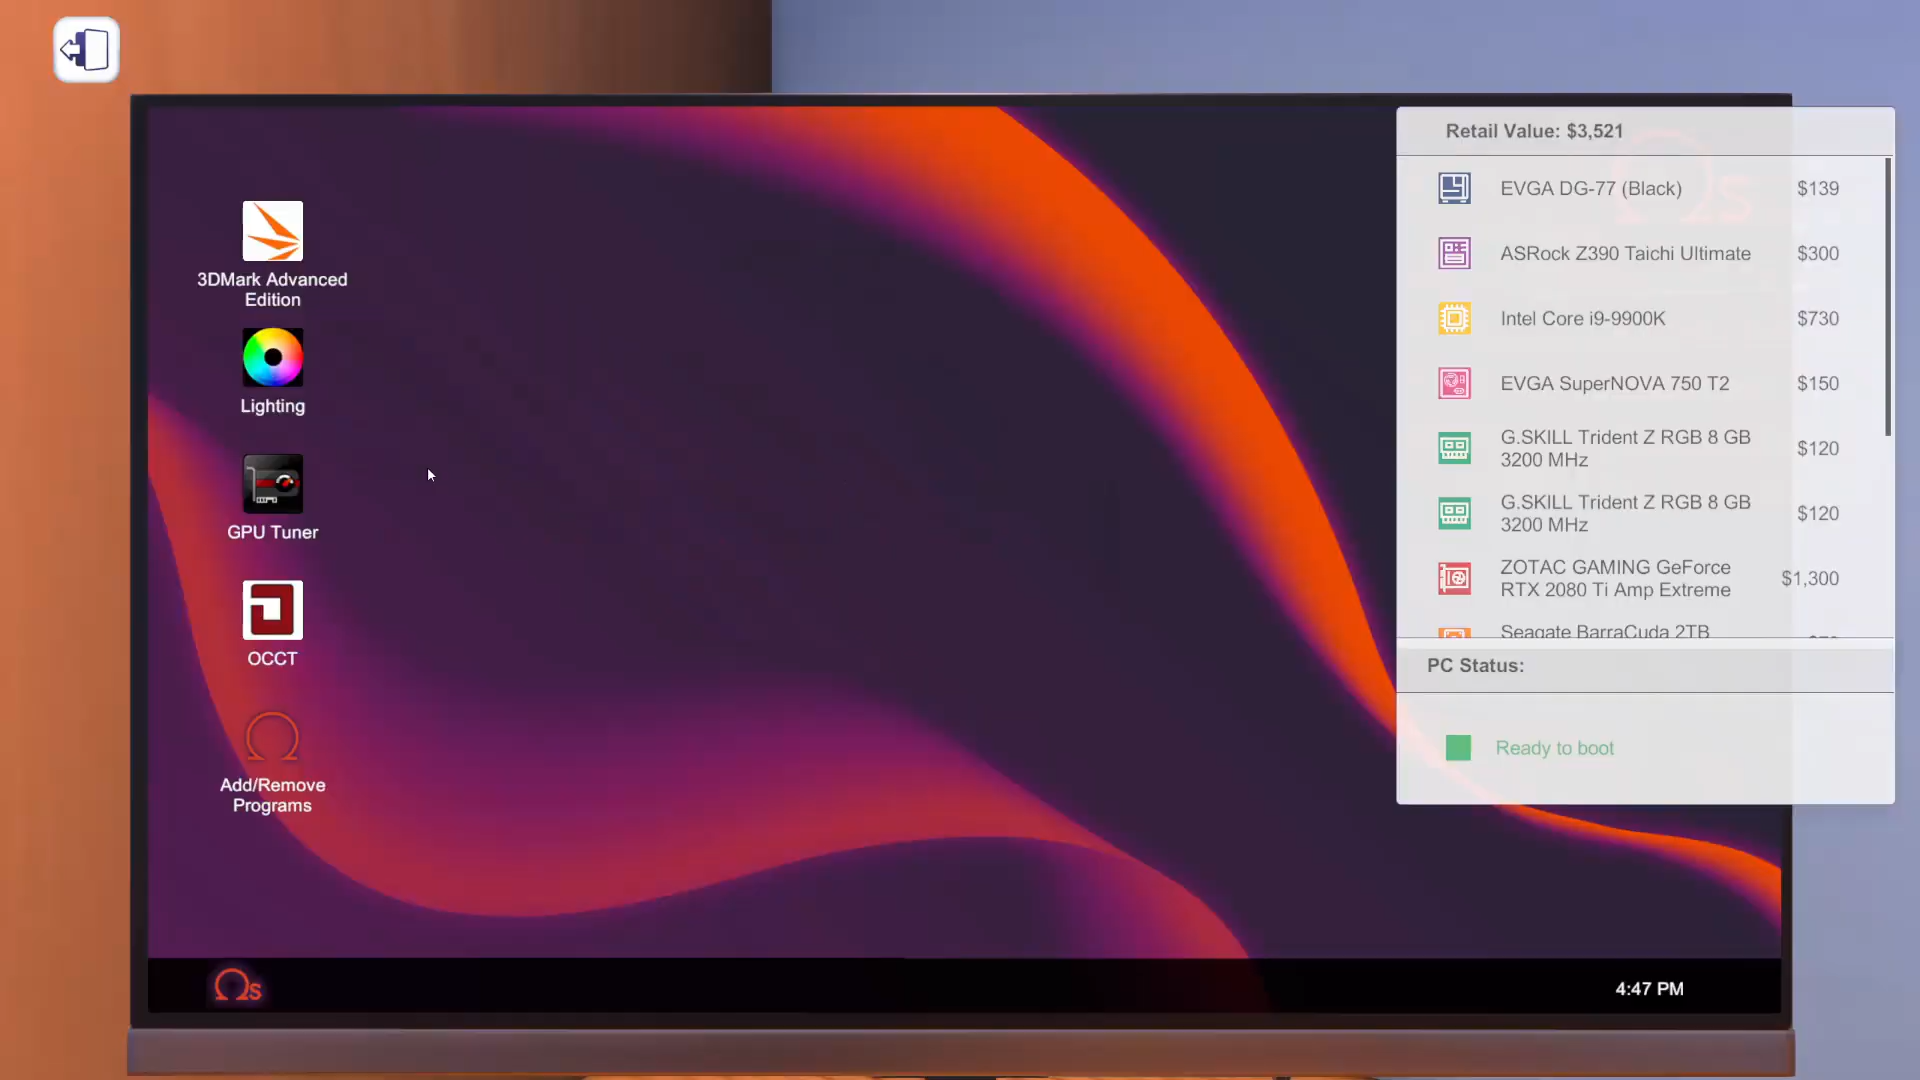 Retail Value: $3,521
EVGA DG-77 (Black) $139
ASRock Z390 Taichi Ultimate $300
Intel Core i9-9900K $730
EVGA SuperNOVA 750 T2 $150
G.SKILL Trident Z RGB 8 GB
3200 MHz $120
G.SKILL Trident Z RGB 8 GB
3200 MHz $120
ZOTAC GAMING GeForce
RTX 2080 Ti Amp Extreme $1,300
Seagate BarraCuda 2TB
PC Status:
Ready to boot
3DMark Advanced
Edition
Lighting
GPU Tuner
OCCT
Add/Remove
Programs
Ωs
4:47 PM